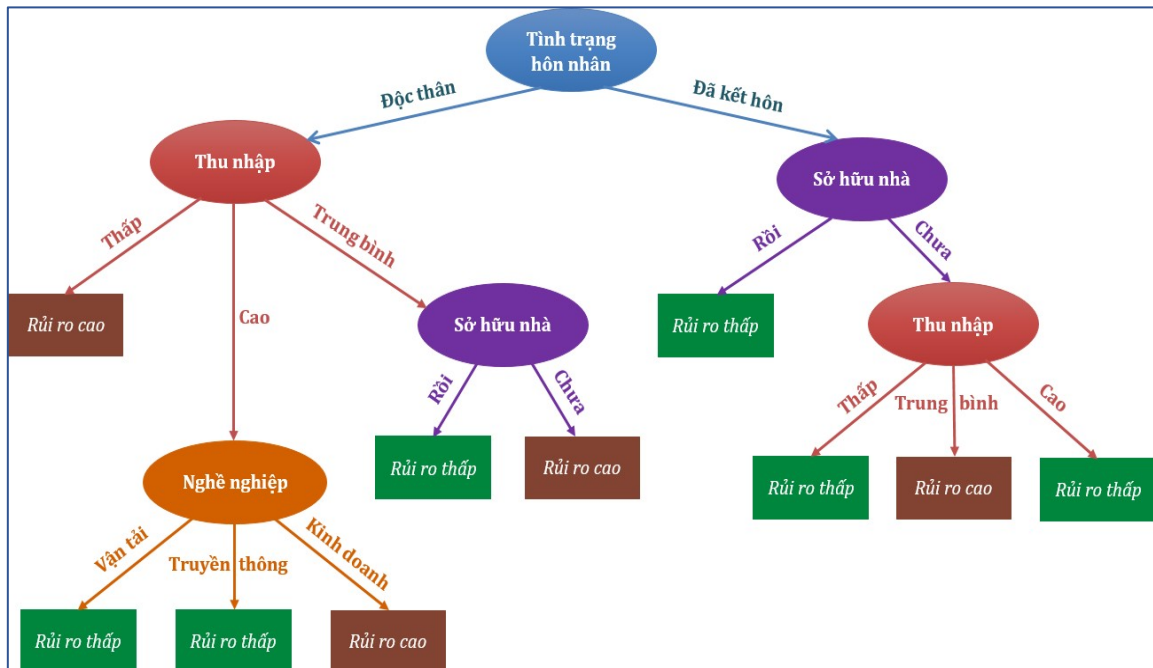 Tình trạng
hôn nhân
Độc thân
Đã kết hôn
Thu nhập
Sở hữu nhà
Thấp
Cao
Trung bình
Rồi
Chưa
Rủi ro cao
Sở hữu nhà
Rủi ro thấp
Thu nhập
Rồi
Chưa
Thấp
Trung bình
Cao
Rủi ro thấp
Rủi ro cao
Rủi ro thấp
Rủi ro cao
Rủi ro thấp
Nghề nghiệp
Vận tải
Truyền thông
Kinh doanh
Rủi ro thấp
Rủi ro thấp
Rủi ro cao